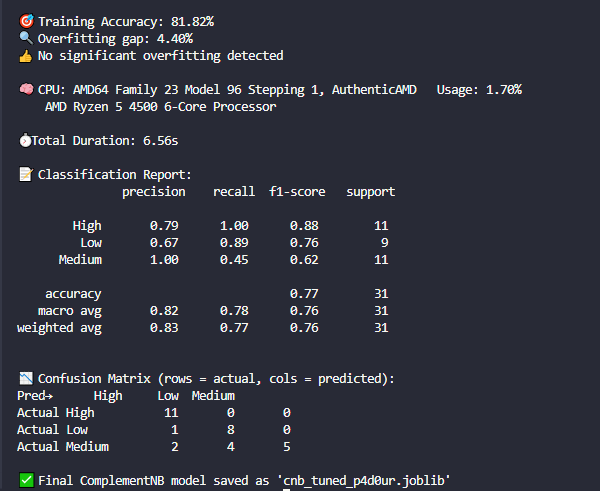 🎯 Training Accuracy: 81.82%
🔍 Overfitting gap: 4.40%
👍 No significant overfitting detected
🧠 CPU: AMD64 Family 23 Model 96 Stepping 1, AuthenticAMD   Usage: 1.70%
AMD Ryzen 5 4500 6-Core Processor
⏱Total Duration: 6.56s
📝 Classification Report:
precision    recall  f1-score   support
High       0.79      1.00      0.88        11
Low       0.67      0.89      0.76         9
Medium       1.00      0.45      0.62        11
accuracy                           0.77        31
macro avg       0.82      0.78      0.76        31
weighted avg       0.83      0.77      0.76        31
📉 Confusion Matrix (rows = actual, cols = predicted):
Pred→      High     Low  Medium
Actual High           11      0       0
Actual Low             1      8       0
Actual Medium          2      4       5
✅ Final ComplementNB model saved as 'cnb_tuned_p4d0ur.joblib'